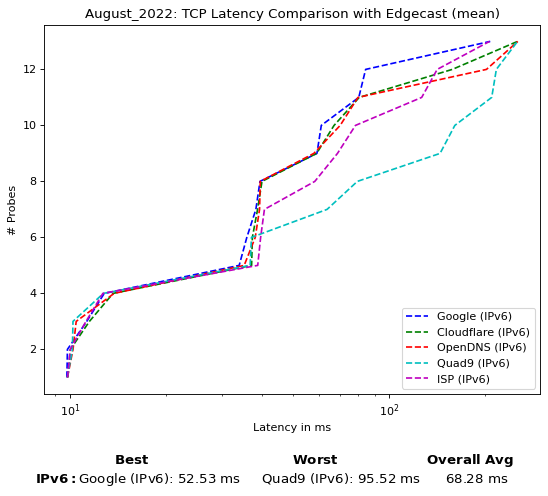 August_2022: TCP Latency Comparison with Edgecast (mean)
12
10
8
6
4
2
# Probes
Google (IPv6)
Cloudflare (IPv6)
OpenDNS (IPv6)
Quad9 (IPv6)
ISP (IPv6)
10¹ 10²
Latency in ms
Best Worst Overall Avg
IPv6: Google (IPv6): 52.53 ms Quad9 (IPv6): 95.52 ms 68.28 ms